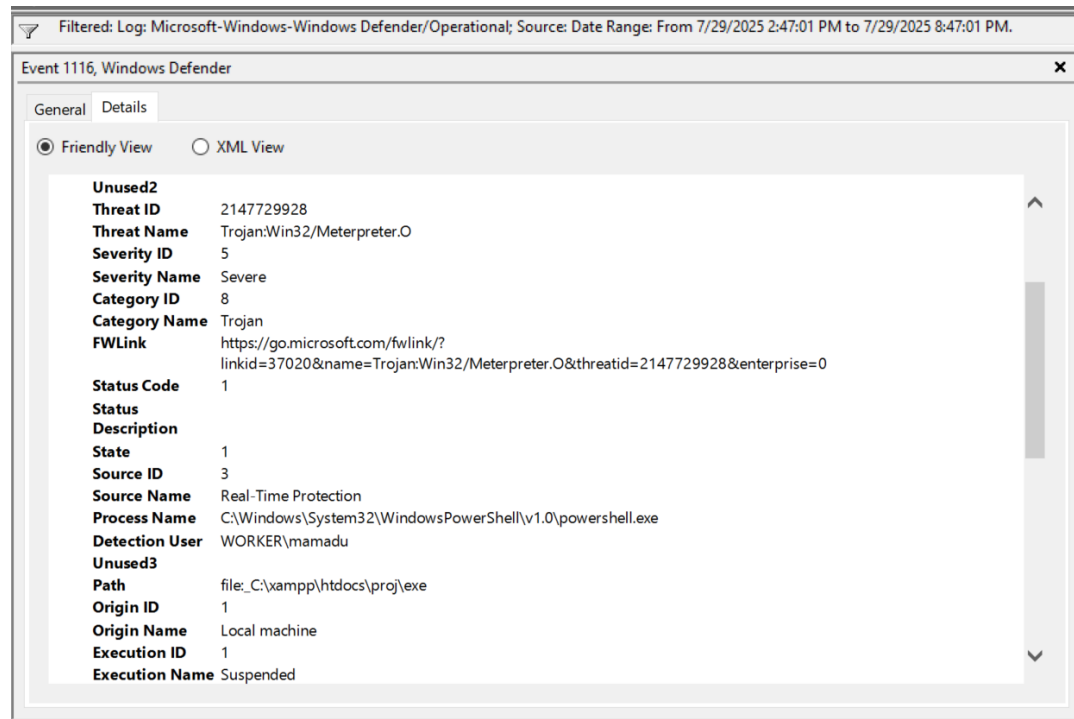 Filtered: Log: Microsoft-Windows-Windows Defender/Operational; Source: Date Range: From 7/29/2025 2:47:01 PM to 7/29/2025 8:47:01 PM.
Event 1116, Windows Defender
General Details
Friendly View XML View
Unused2
Threat ID 2147729928
Threat Name Trojan:Win32/Meterpreter.O
Severity ID 5
Severity Name Severe
Category ID 8
Category Name Trojan
FWLink https://go.microsoft.com/fwlink/?
linkid=37020&name=Trojan:Win32/Meterpreter.O&threatid=2147729928&enterprise=0
Status Code 1
Status
Description
State 1
Source ID 3
Source Name Real-Time Protection
Process Name C:\Windows\System32\WindowsPowerShell\v1.0\powershell.exe
Detection User WORKER\mamadu
Unused3
Path file:_C:\xampp\htdocs\proj\exe
Origin ID 1
Origin Name Local machine
Execution ID 1
Execution Name Suspended